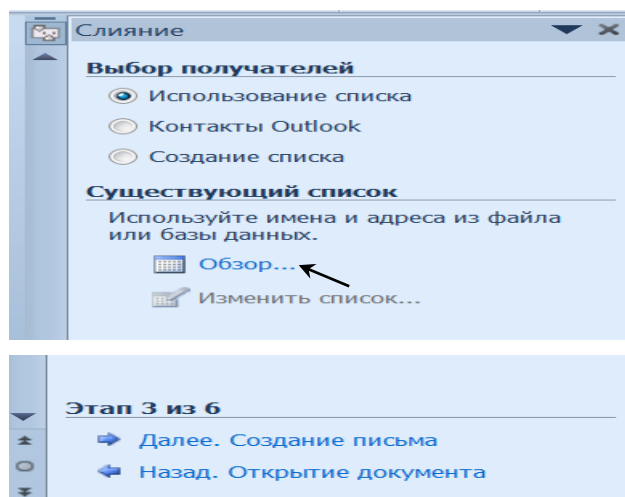 Слияние
Выбор получателей
Использование списка
Контакты Outlook
Создание списка
Существующий список
Используйте имена и адреса из файла
или базы данных.
Обзор...
Изменить список...
Этап 3 из 6
Далее. Создание письма
Назад. Открытие документа